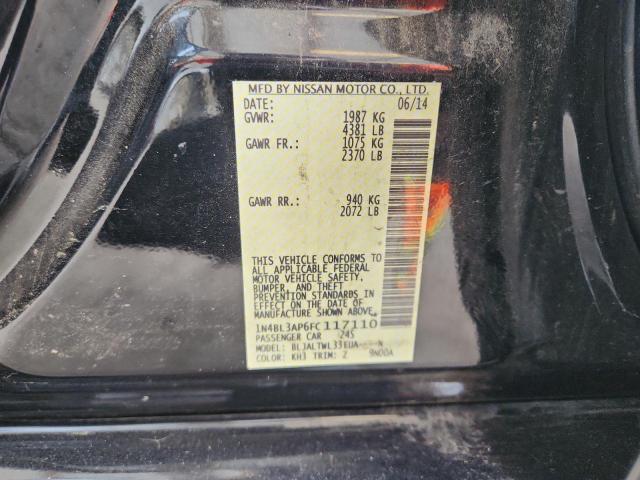 MFD BY NISSAN MOTOR CO., LTD.
DATE: 06/14
GVWR: 1987 KG
4381 LB
GAWR FR.: 1075 KG
2370 LB
GAWR RR.: 940 KG
2072 LB
THIS VEHICLE CONFORMS TO
ALL APPLICABLE FEDERAL
MOTOR VEHICLE SAFETY,
BUMPER, AND THEFT
PREVENTION STANDARDS IN
EFFECT ON THE DATE OF
MANUFACTURE SHOWN ABOVE.
1N4BL3AP6FC117110
PASSENGER CAR 245
MODEL: BLJALTWL33EUA N
COLOR: KH3 TRIM: Z 9N00A